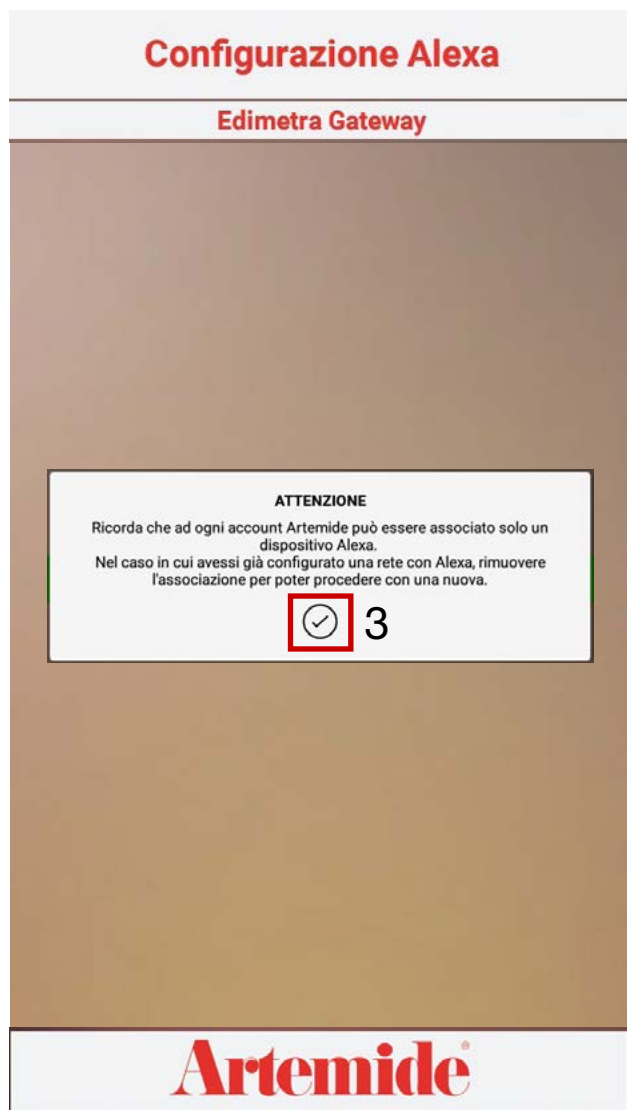 Configurazione Alexa
Edimetra Gateway
ATTENZIONE
Ricorda che ad ogni account Artemide può essere associato solo un
dispositivo Alexa.
Nel caso in cui avessi già configurato una rete con Alexa, rimuovere
l'associazione per poter procedere con una nuova.
3
Artemide®